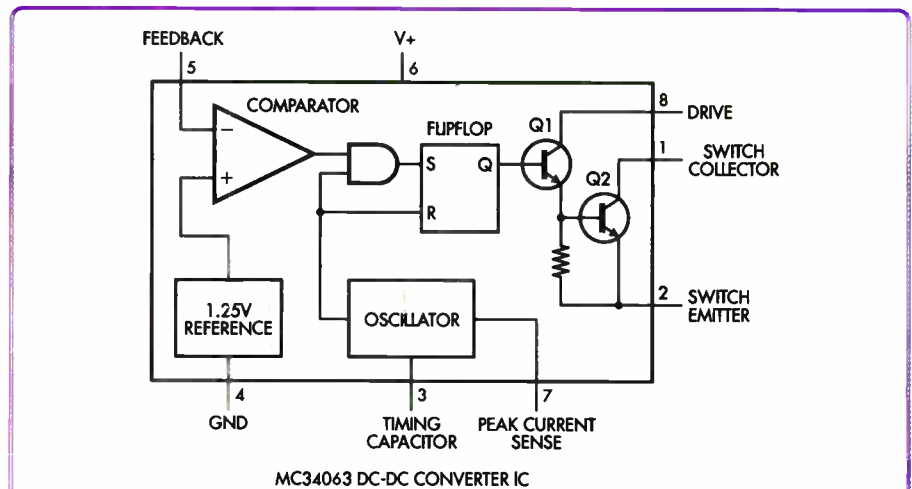 FEEDBACK
V+
5
6
COMPARATOR
8
DRIVE
−
FLIPFLOP
Q1
1
SWITCH
COLLECTOR
S
Q
Q2
+
R
1.25V
REFERENCE
OSCILLATOR
2
SWITCH
EMITTER
4
3
7
GND
TIMING
CAPACITOR
PEAK CURRENT
SENSE
MC34063 DC-DC CONVERTER IC